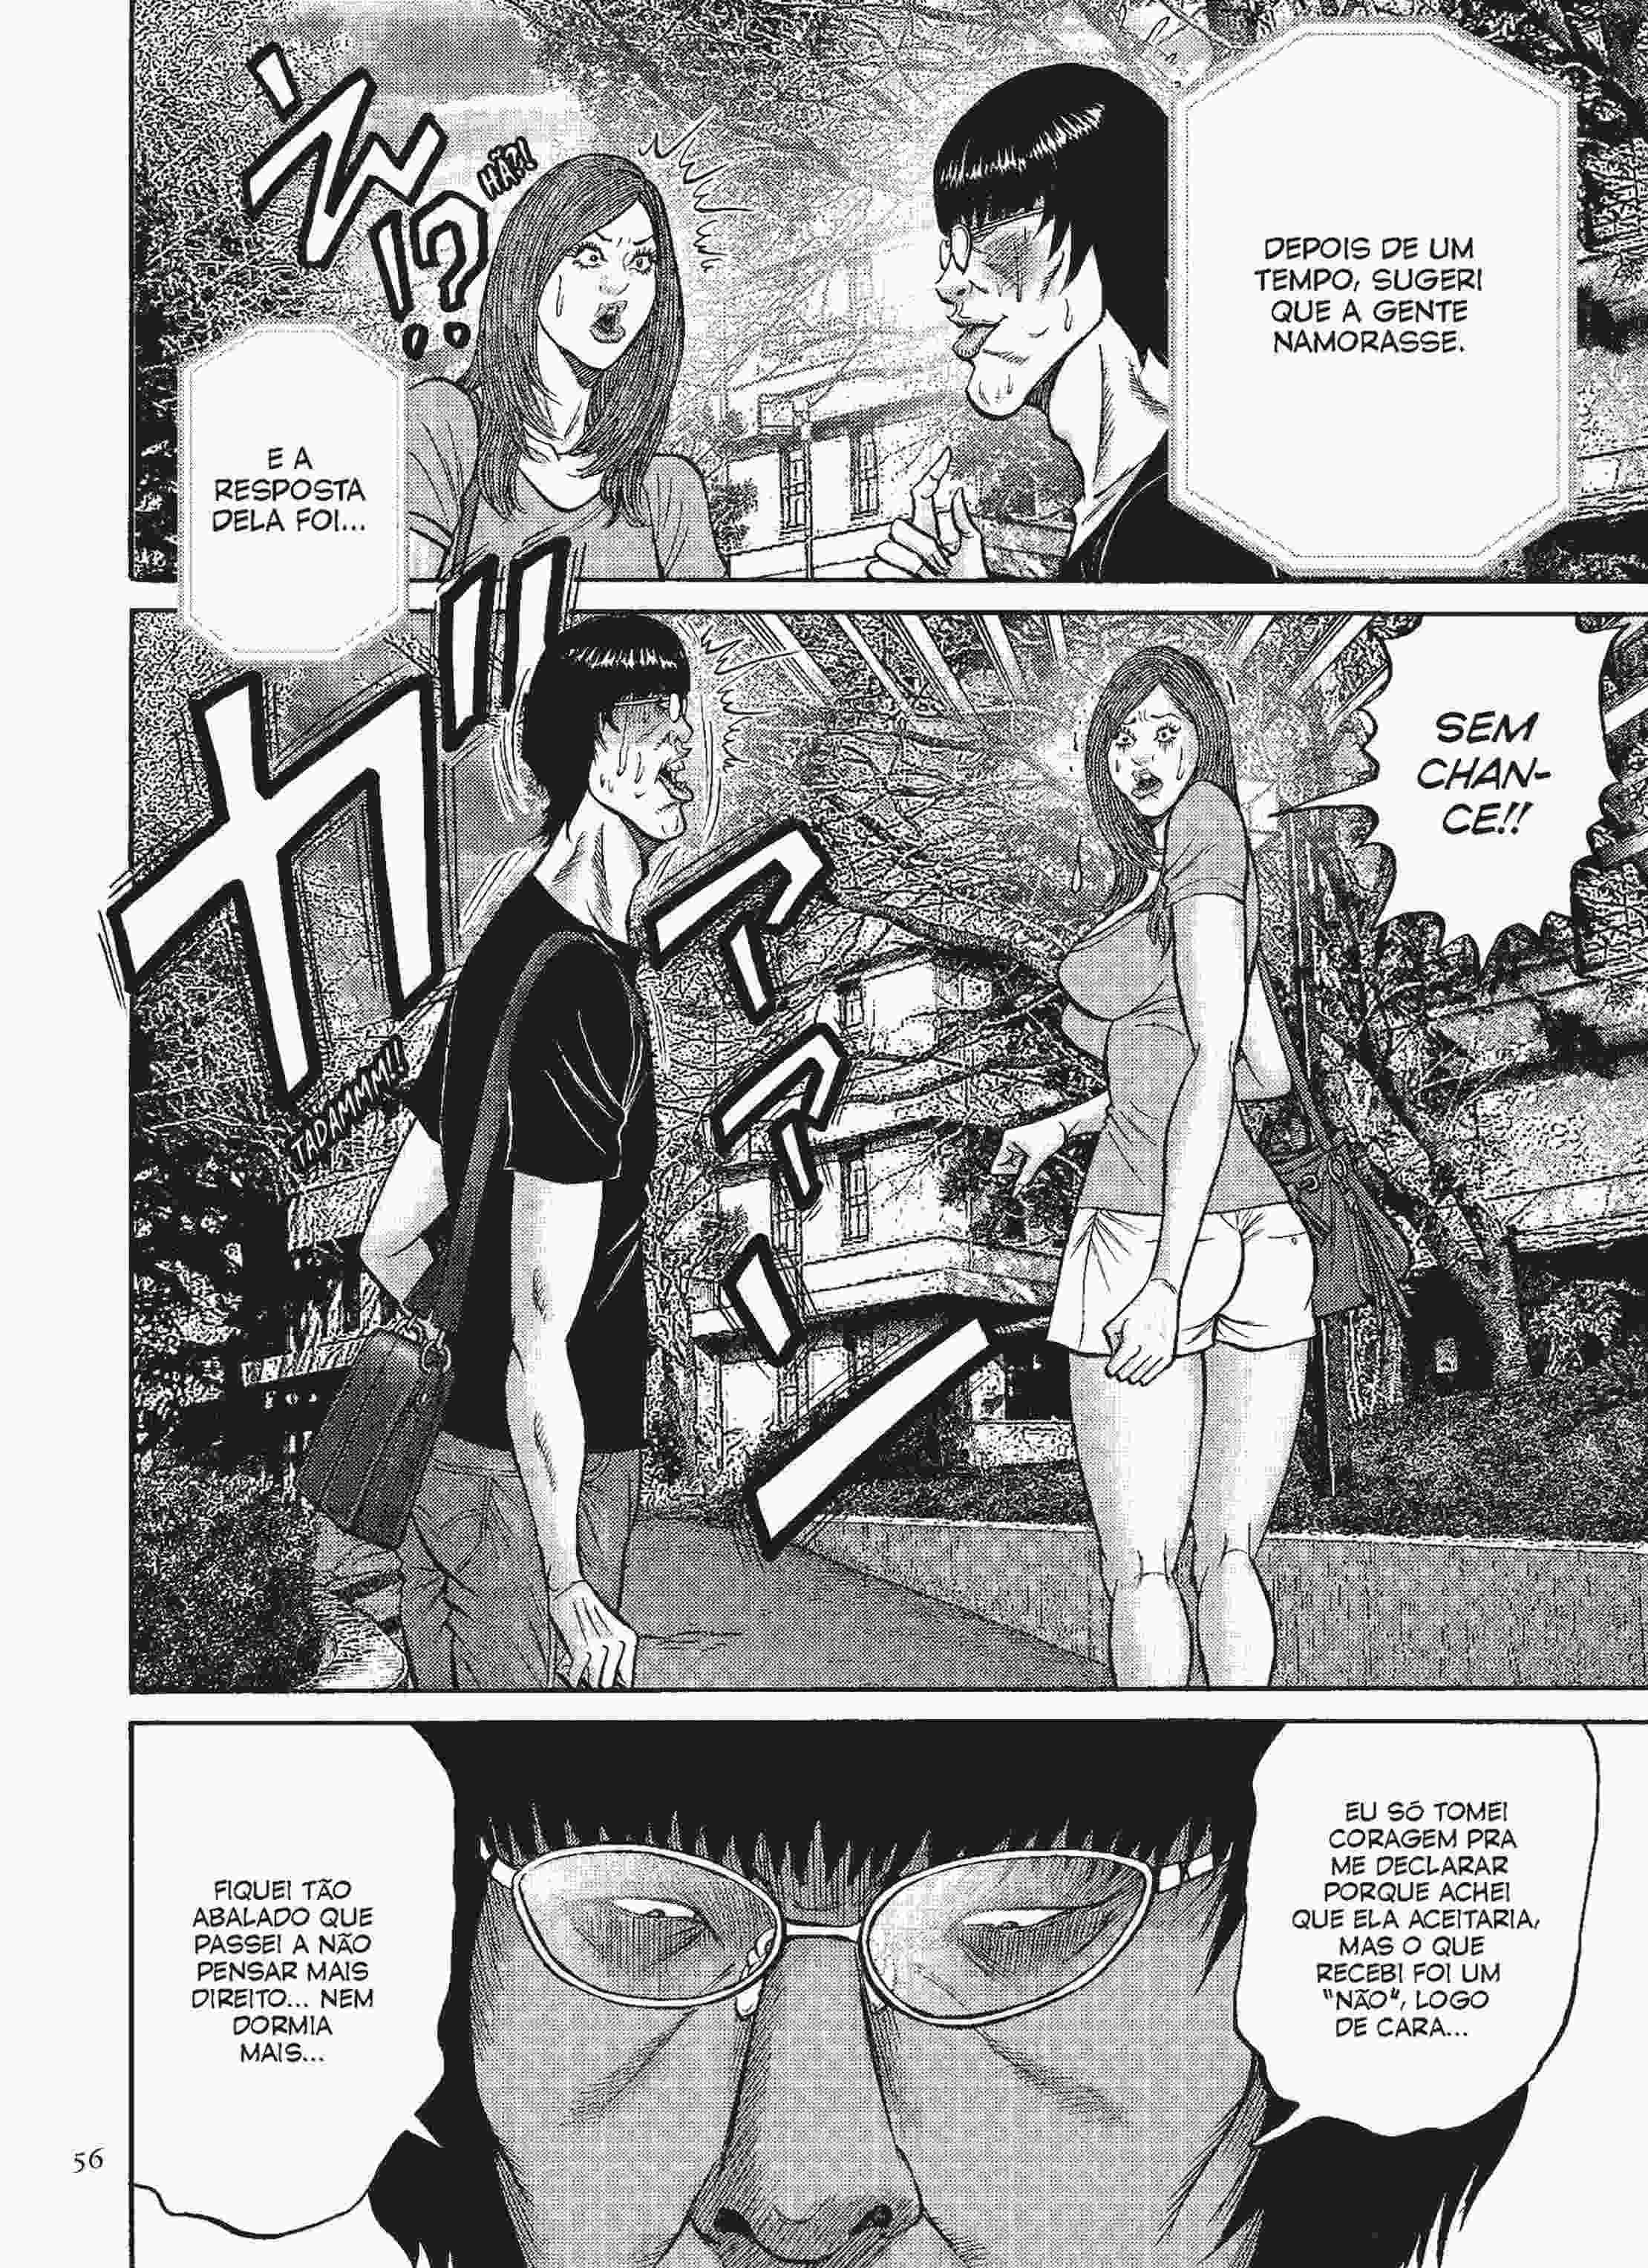 DEPOIS DE UM
TEMPO, SUGERI
QUE A GENTE
NAMORASSE.
HÃ?!
E A
RESPOSTA
DELA FOI...
SEM
CHAN-
CE!!
ガ
ァ
ァ
ン
TADAMMM!!
EU SÓ TOMEI
CORAGEM PRA
ME DECLARAR
PORQUE ACHEI
QUE ELA ACEITARIA,
MAS O QUE
RECEBI FOI UM
"NÃO", LOGO
DE CARA...
FIQUEI TÃO
ABALADO QUE
PASSEI A NÃO
PENSAR MAIS
DIREITO... NEM
DORMIA
MAIS...
56